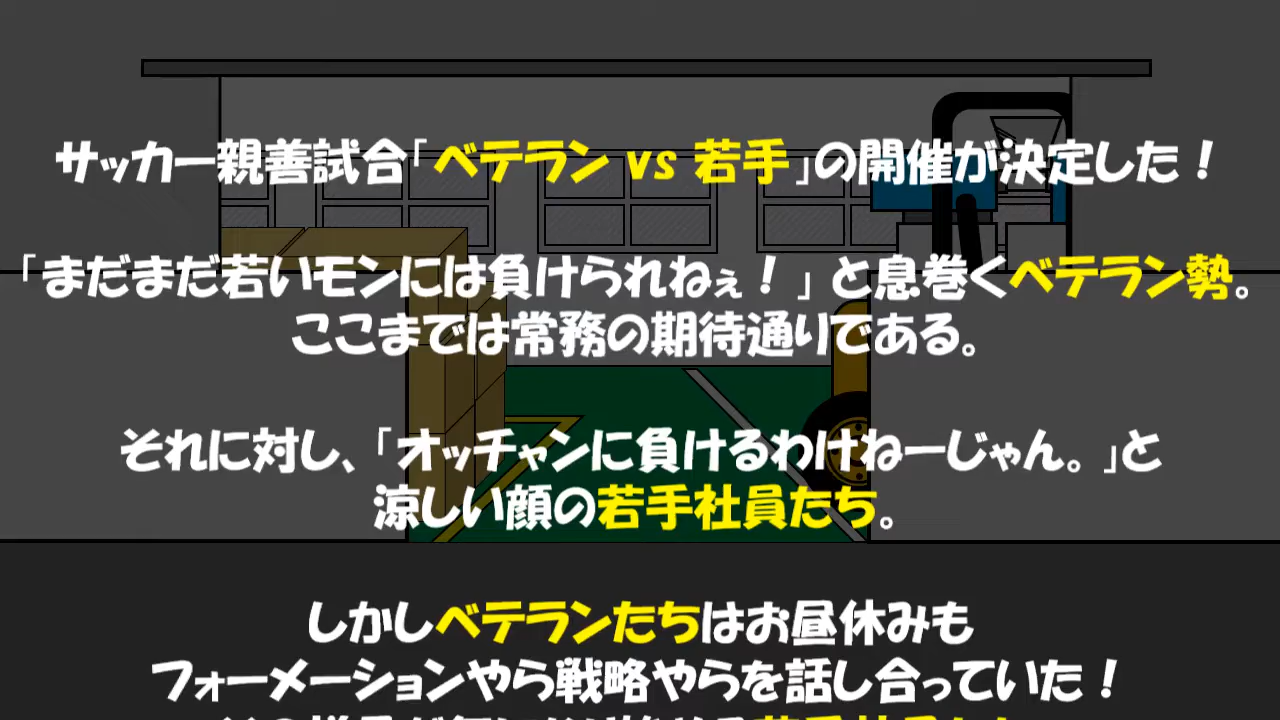 サッカー親善試合「ベテラン vs 若手」の開催が決定した！
「まだまだ若いモンには負けられねぇ！」と息巻くベテラン勢。
ここまでは常務の期待通りである。
それに対し、「オッチャンに負けるわけねーじゃん。」と
涼しい顔の若手社員たち。
しかしベテランたちはお昼休みも
フォーメーションやら戦略やらを話し合っていた！